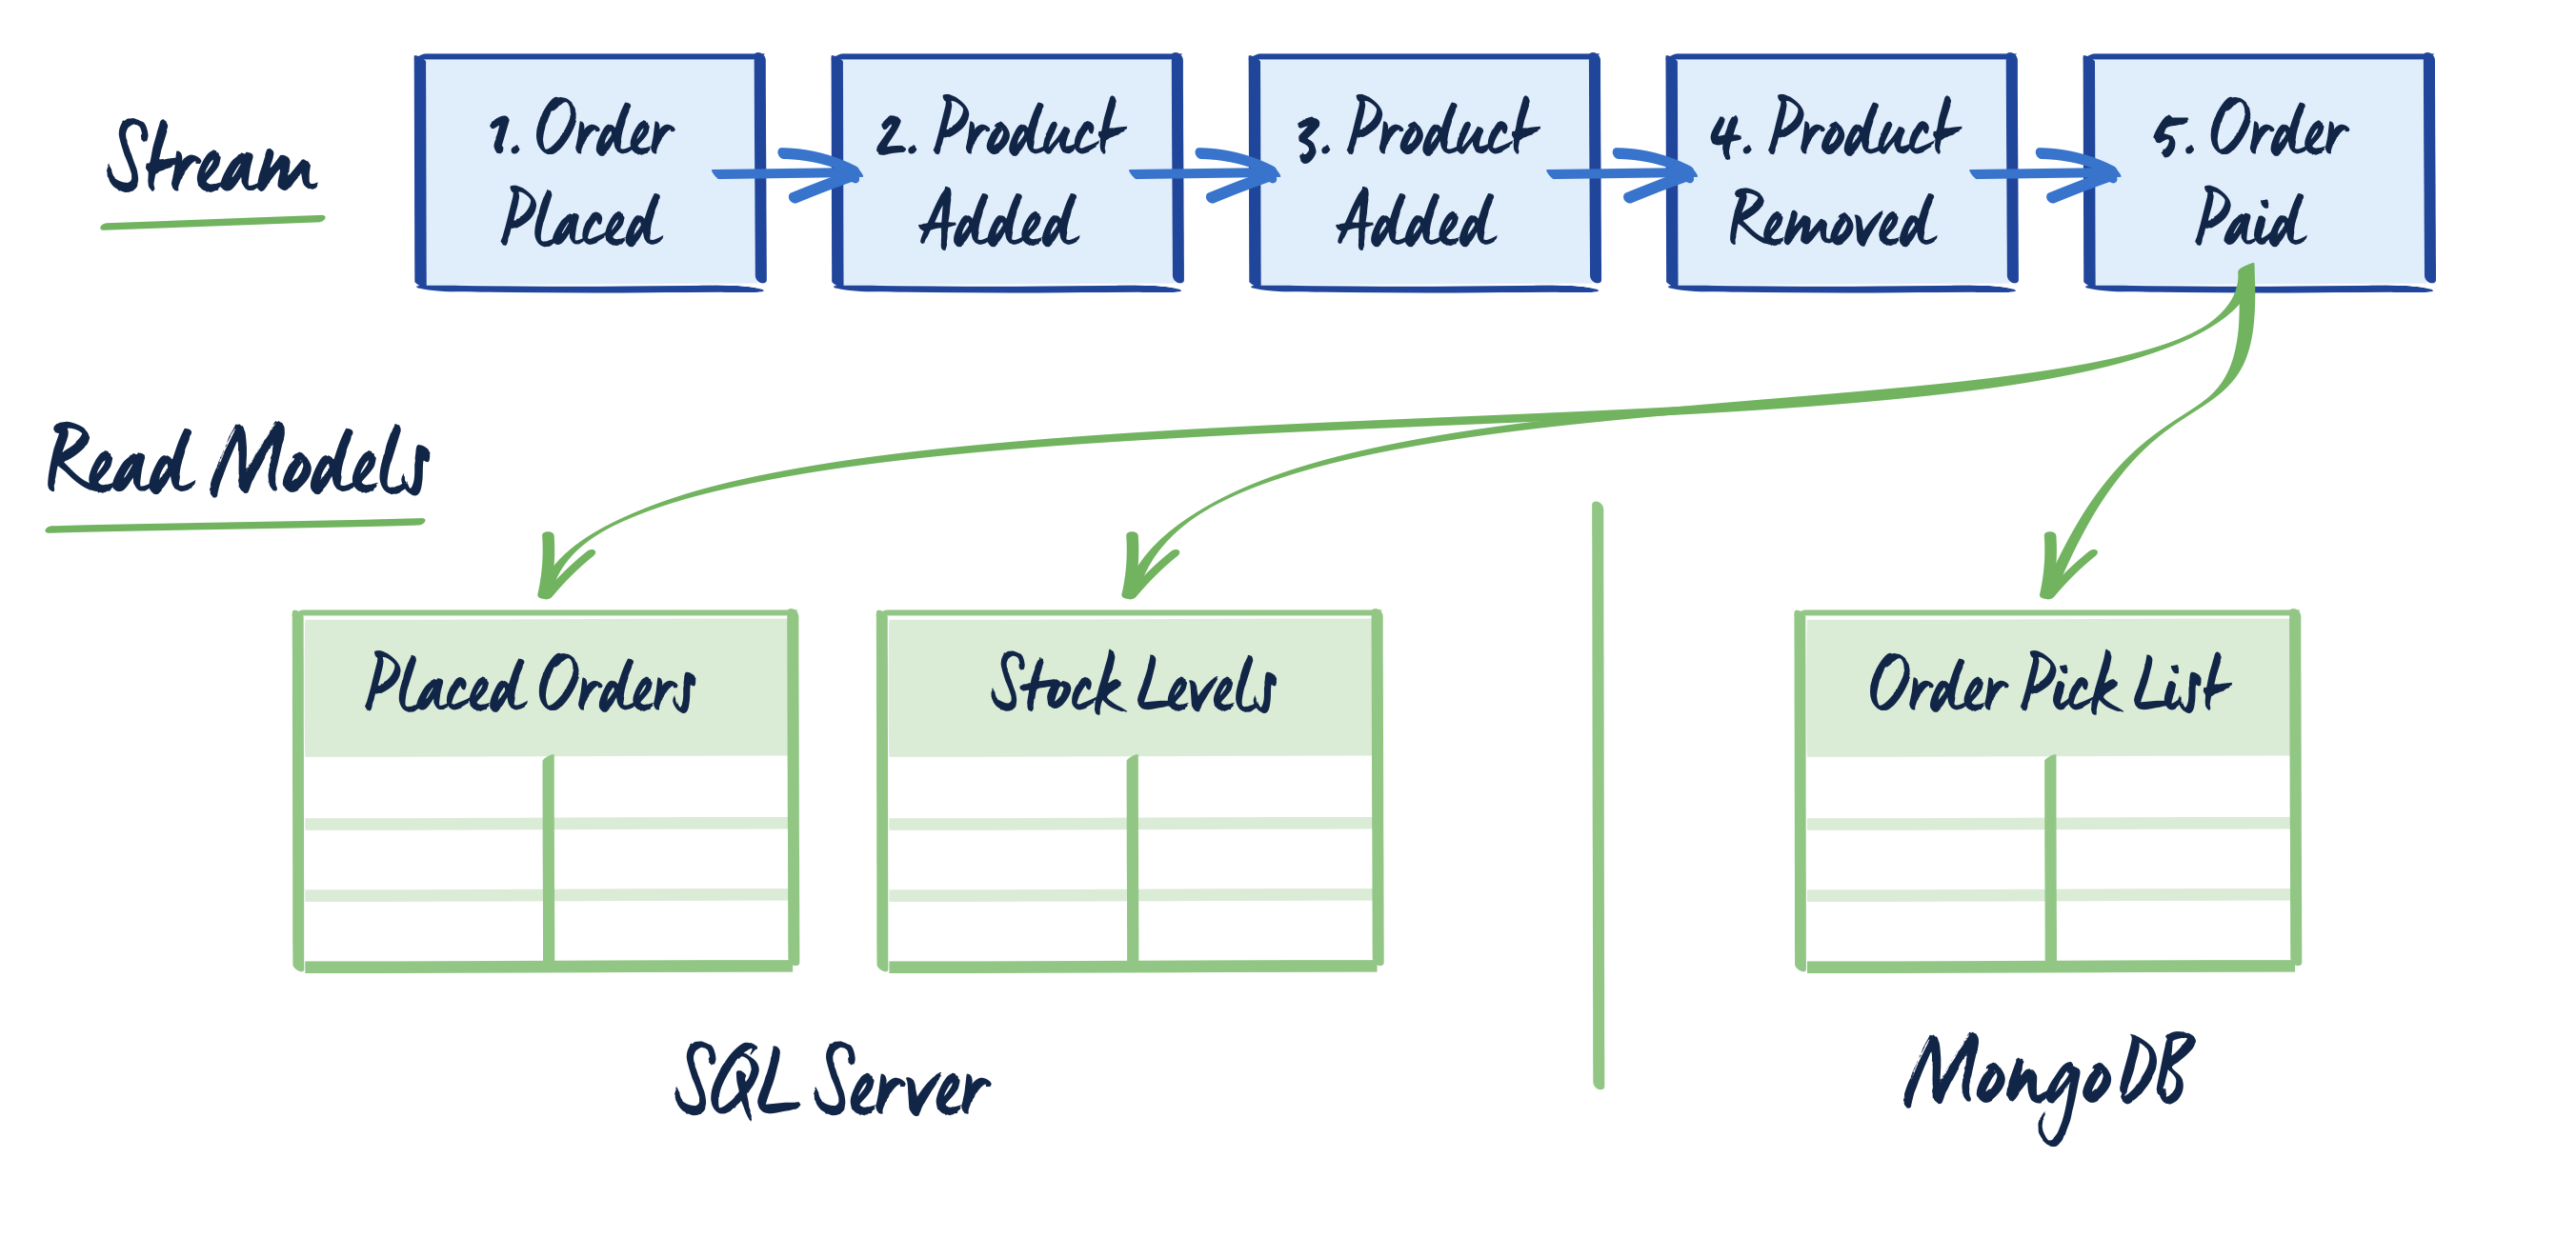 Stream
1. Order
Placed
2. Product
Added
3. Product
Added
4. Product
Removed
5. Order
Paid
Read Models
Placed Orders
Stock Levels
Order Pick List
SQL Server
MongoDB